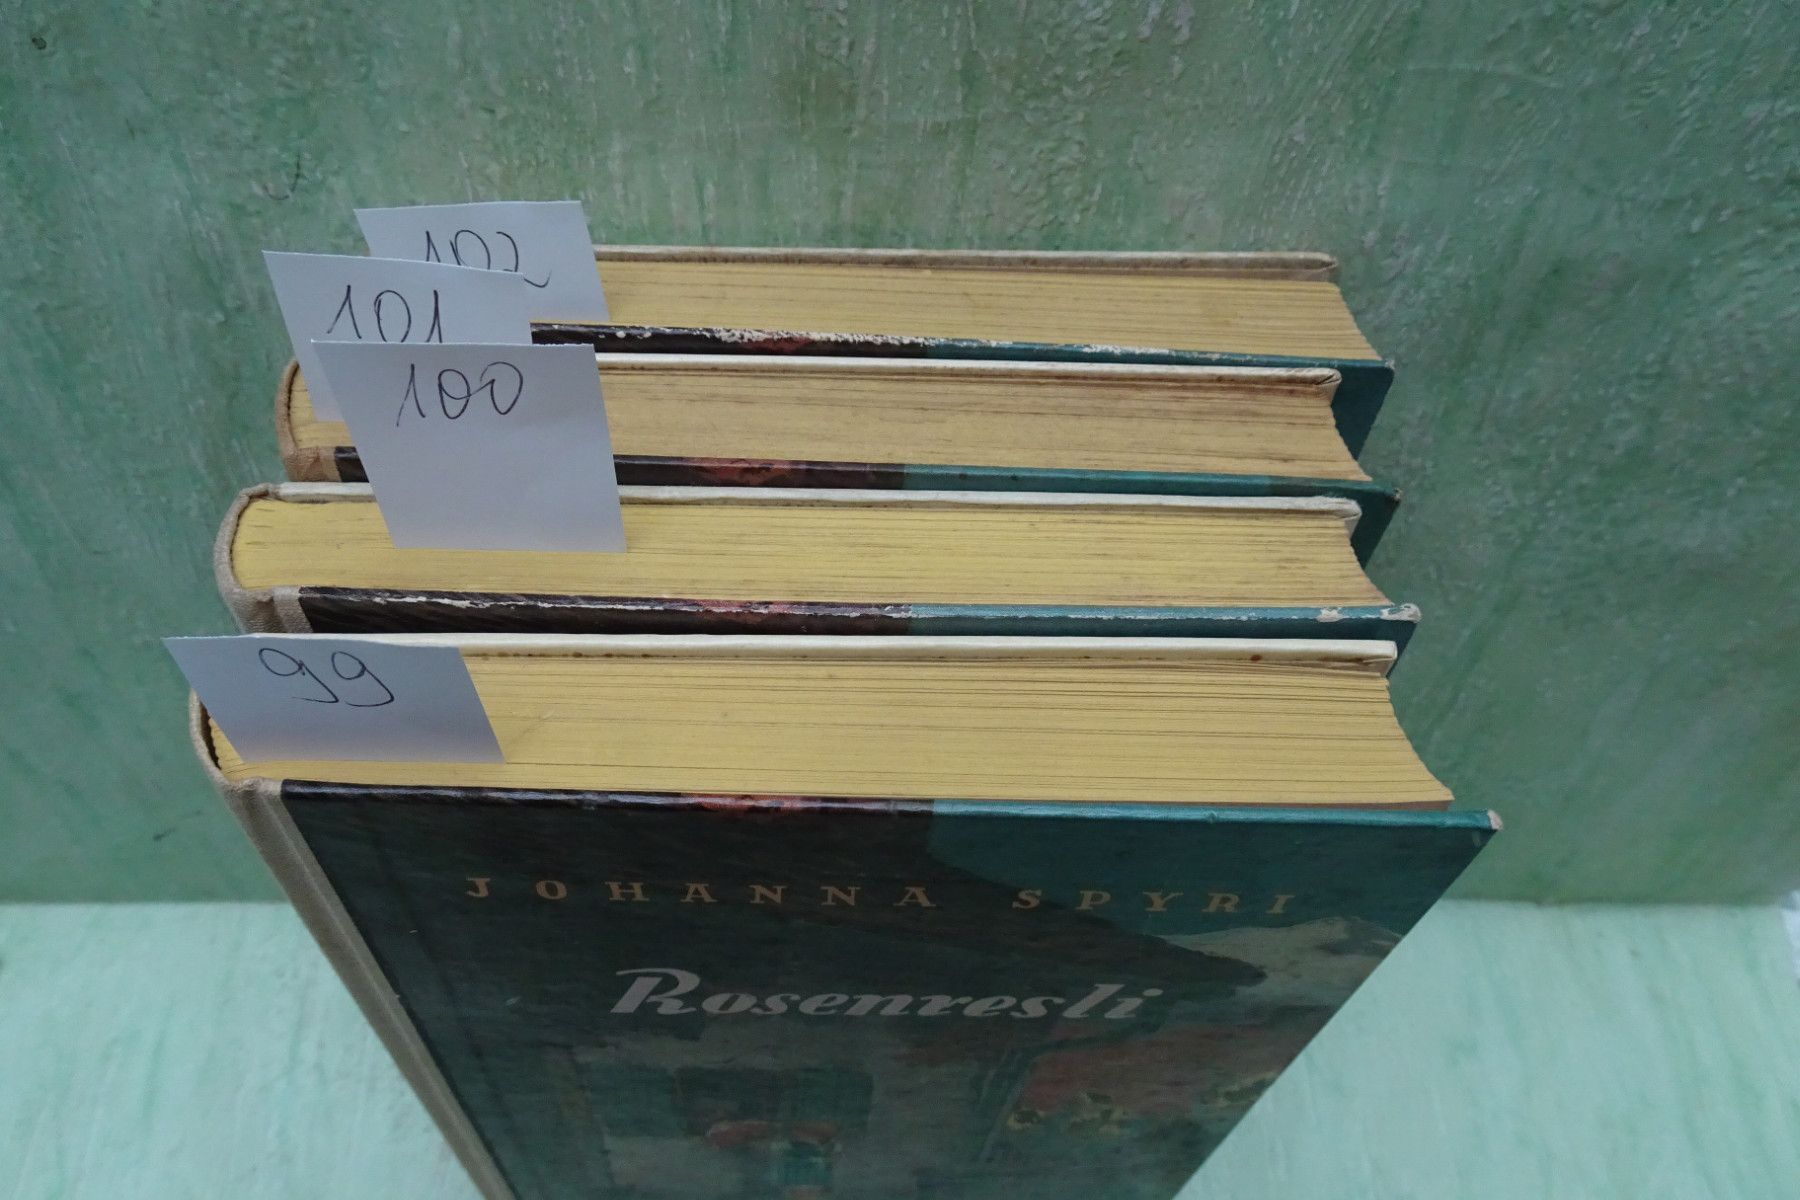 102
101
100
99
JOHANNA SPYRI
Rosenresli